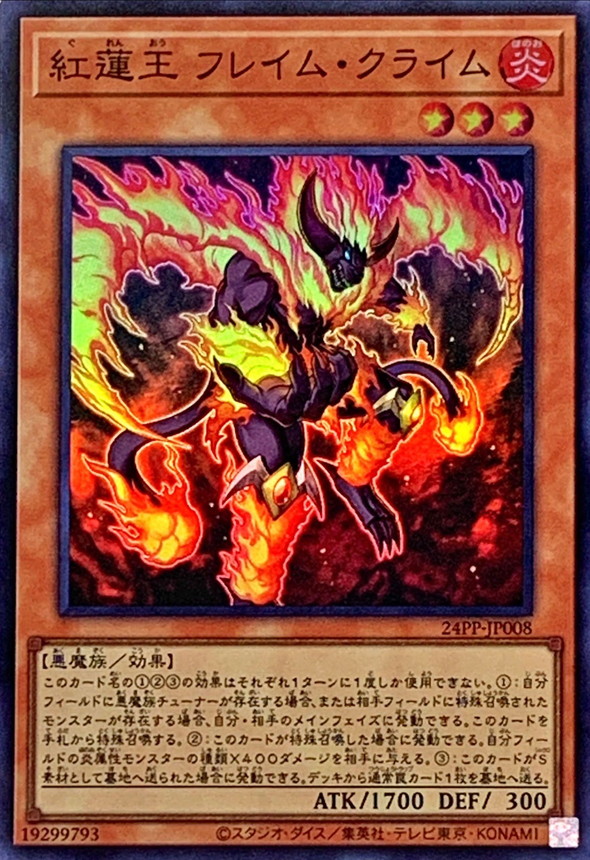 紅蓮王 フレイム・クライム 炎
24PP-JP008
【悪魔族／効果】
このカード名の①②③の効果はそれぞれ1ターンに1度しか使用できない。①：自分
フィールドに悪魔族チューナーが存在する場合、または相手フィールドに特殊召喚された
モンスターが存在する場合、自分・相手のメインフェイズに発動できる。このカードを
手札から特殊召喚する。②：このカードが特殊召喚した場合に発動できる。自分フィー
ルドの炎属性モンスターの種類×400ダメージを相手に与える。③：このカードがS
素材として墓地へ送られた場合に発動できる。デッキから通常罠カード1枚を墓地へ送る。
ATK/1700 DEF/ 300
19299793 ©スタジオ・ダイス／集英社・テレビ東京・KONAMI